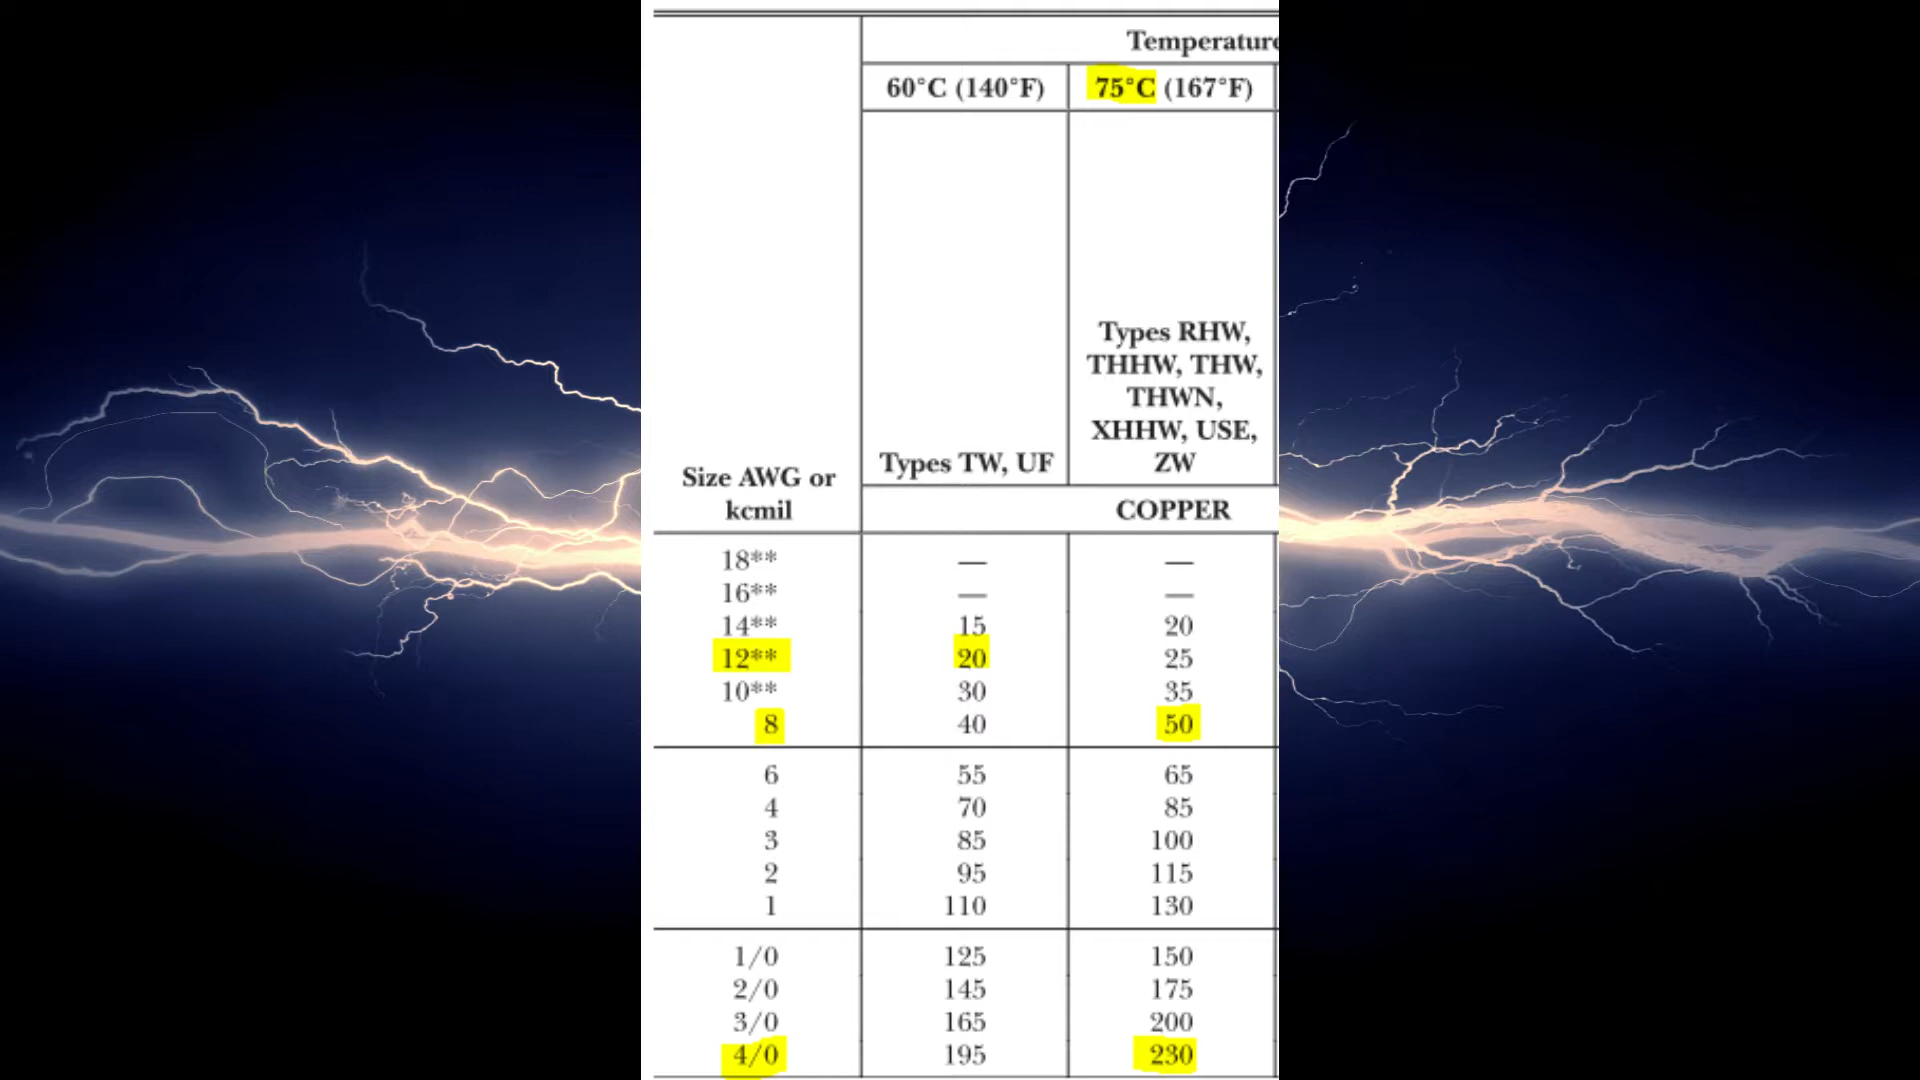 Temperature
60°C (140°F) 75°C (167°F)
Types RHW,
THHW, THW,
THWN,
XHHW, USE,
Types TW, UF ZW
Size AWG or
kcmil
COPPER
18** — —
16** — —
14** 15 20
12** 20 25
10** 30 35
8 40 50
6 55 65
4 70 85
3 85 100
2 95 115
1 110 130
1/0 125 150
2/0 145 175
3/0 165 200
4/0 195 230